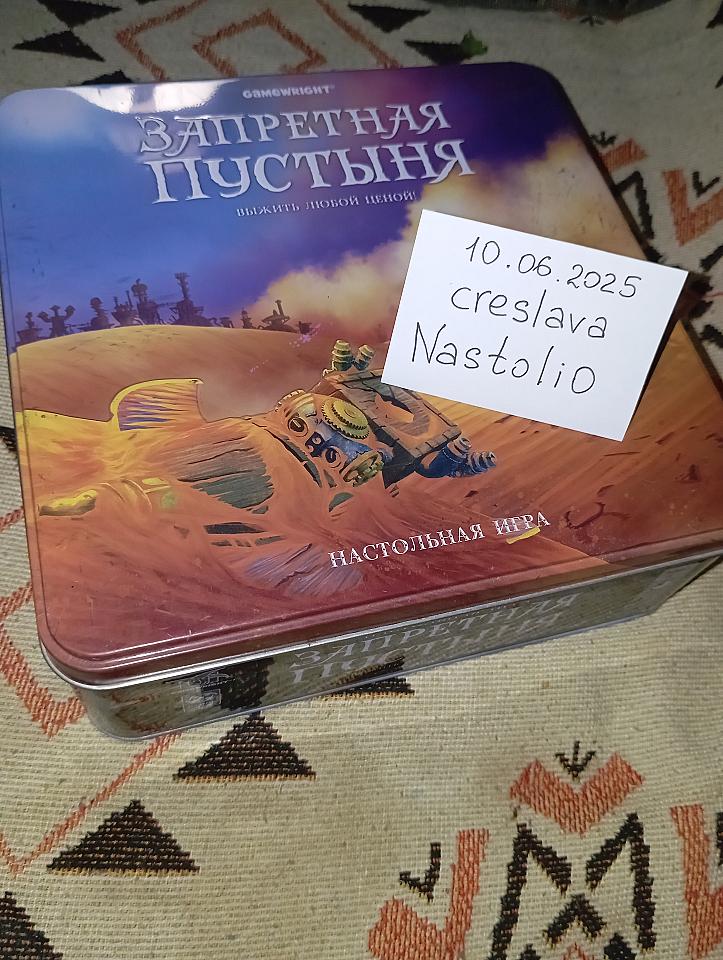 GAMEWRIGHT
ЗАПРЕТНАЯ
ПУСТЫНЯ
ВЫЖИТЬ ЛЮБОЙ ЦЕНОЙ!
10.06.2025
creslava
Nastolio
НАСТОЛЬНАЯ ИГРА
ЗАПРЕТНАЯ
ПУСТЫНЯ